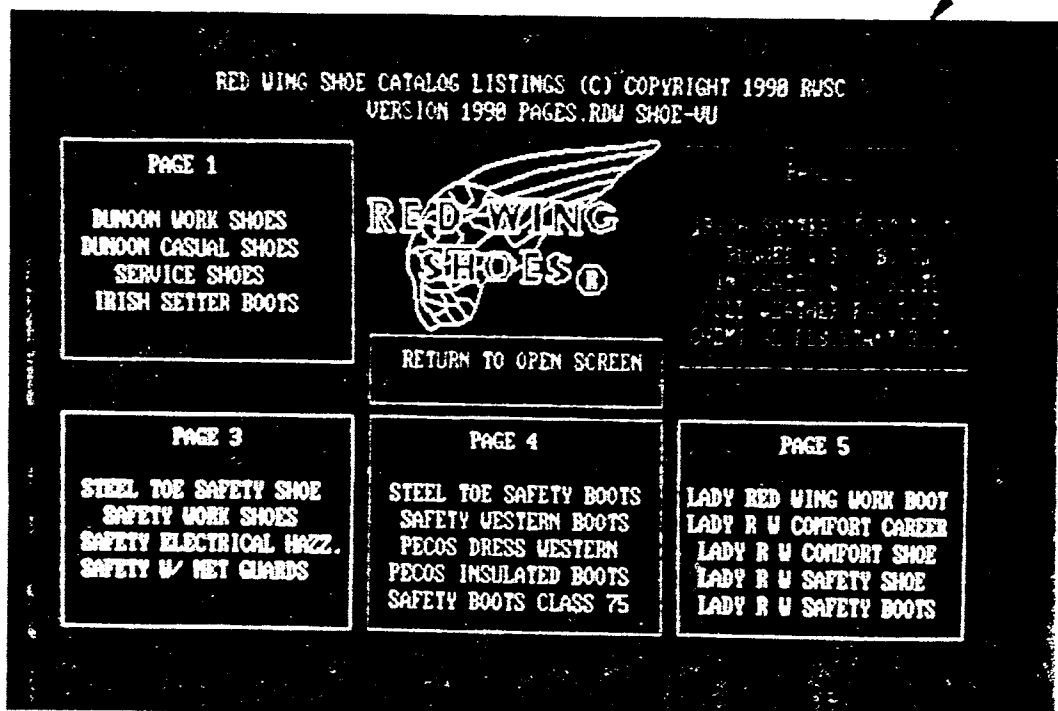 RED WING SHOE CATALOG LISTINGS (C) COPYRIGHT 1990 RWSC
VERSION 1990 PAGES.RDW SHOE-VU
PAGE 1
DUNOON WORK SHOES
DUNOON CASUAL SHOES
SERVICE SHOES
IRISH SETTER BOOTS
RED WING
SHOES ®
RETURN TO OPEN SCREEN
PAGE 3
STEEL TOE SAFETY SHOE
SAFETY WORK SHOES
SAFETY ELECTRICAL HAZZ.
SAFETY W/ MET GUARDS
PAGE 4
STEEL TOE SAFETY BOOTS
SAFETY WESTERN BOOTS
PECOS DRESS WESTERN
PECOS INSULATED BOOTS
SAFETY BOOTS CLASS 75
PAGE 5
LADY RED WING WORK BOOT
LADY R W COMFORT CAREER
LADY R W COMFORT SHOE
LADY R W SAFETY SHOE
LADY R W SAFETY BOOTS